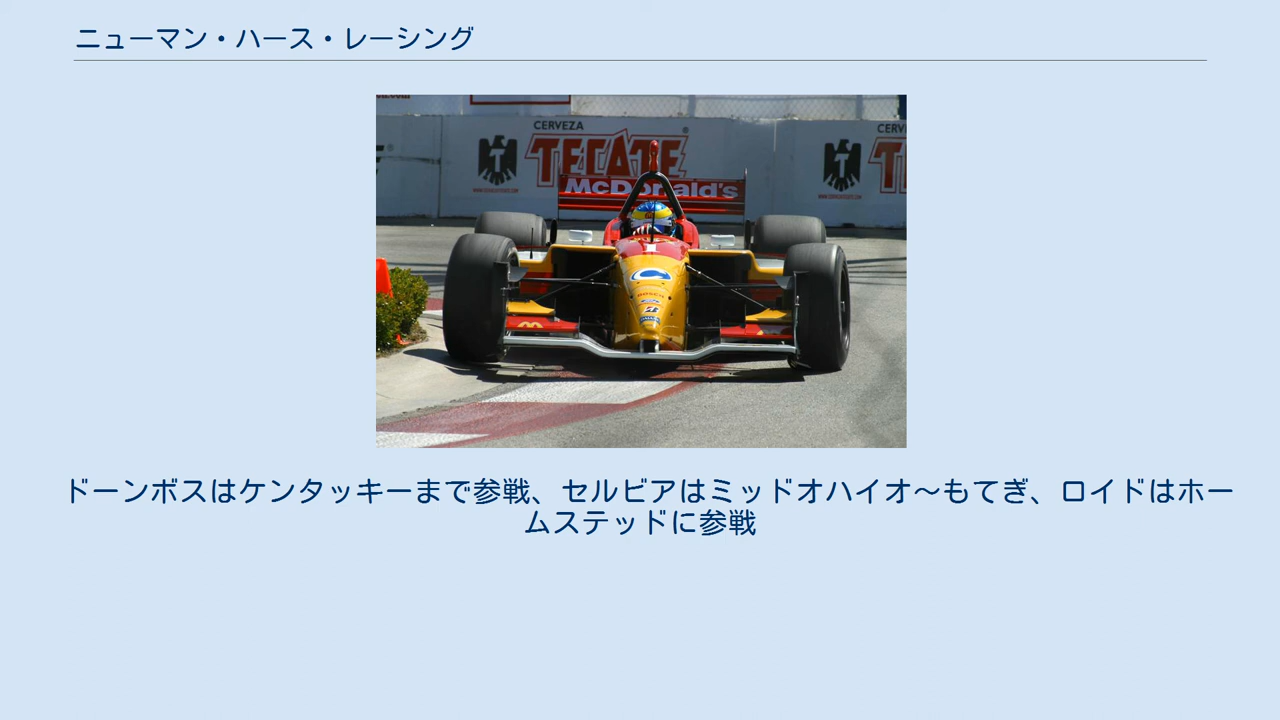 ニューマン・ハース・レーシング
CERVEZA
TECATE
CERV
T
T
McDonald's
BOSCH
ドーンボスはケンタッキーまで参戦、セルビアはミッドオハイオ～もてぎ、ロイドはホー
ムステッドに参戦